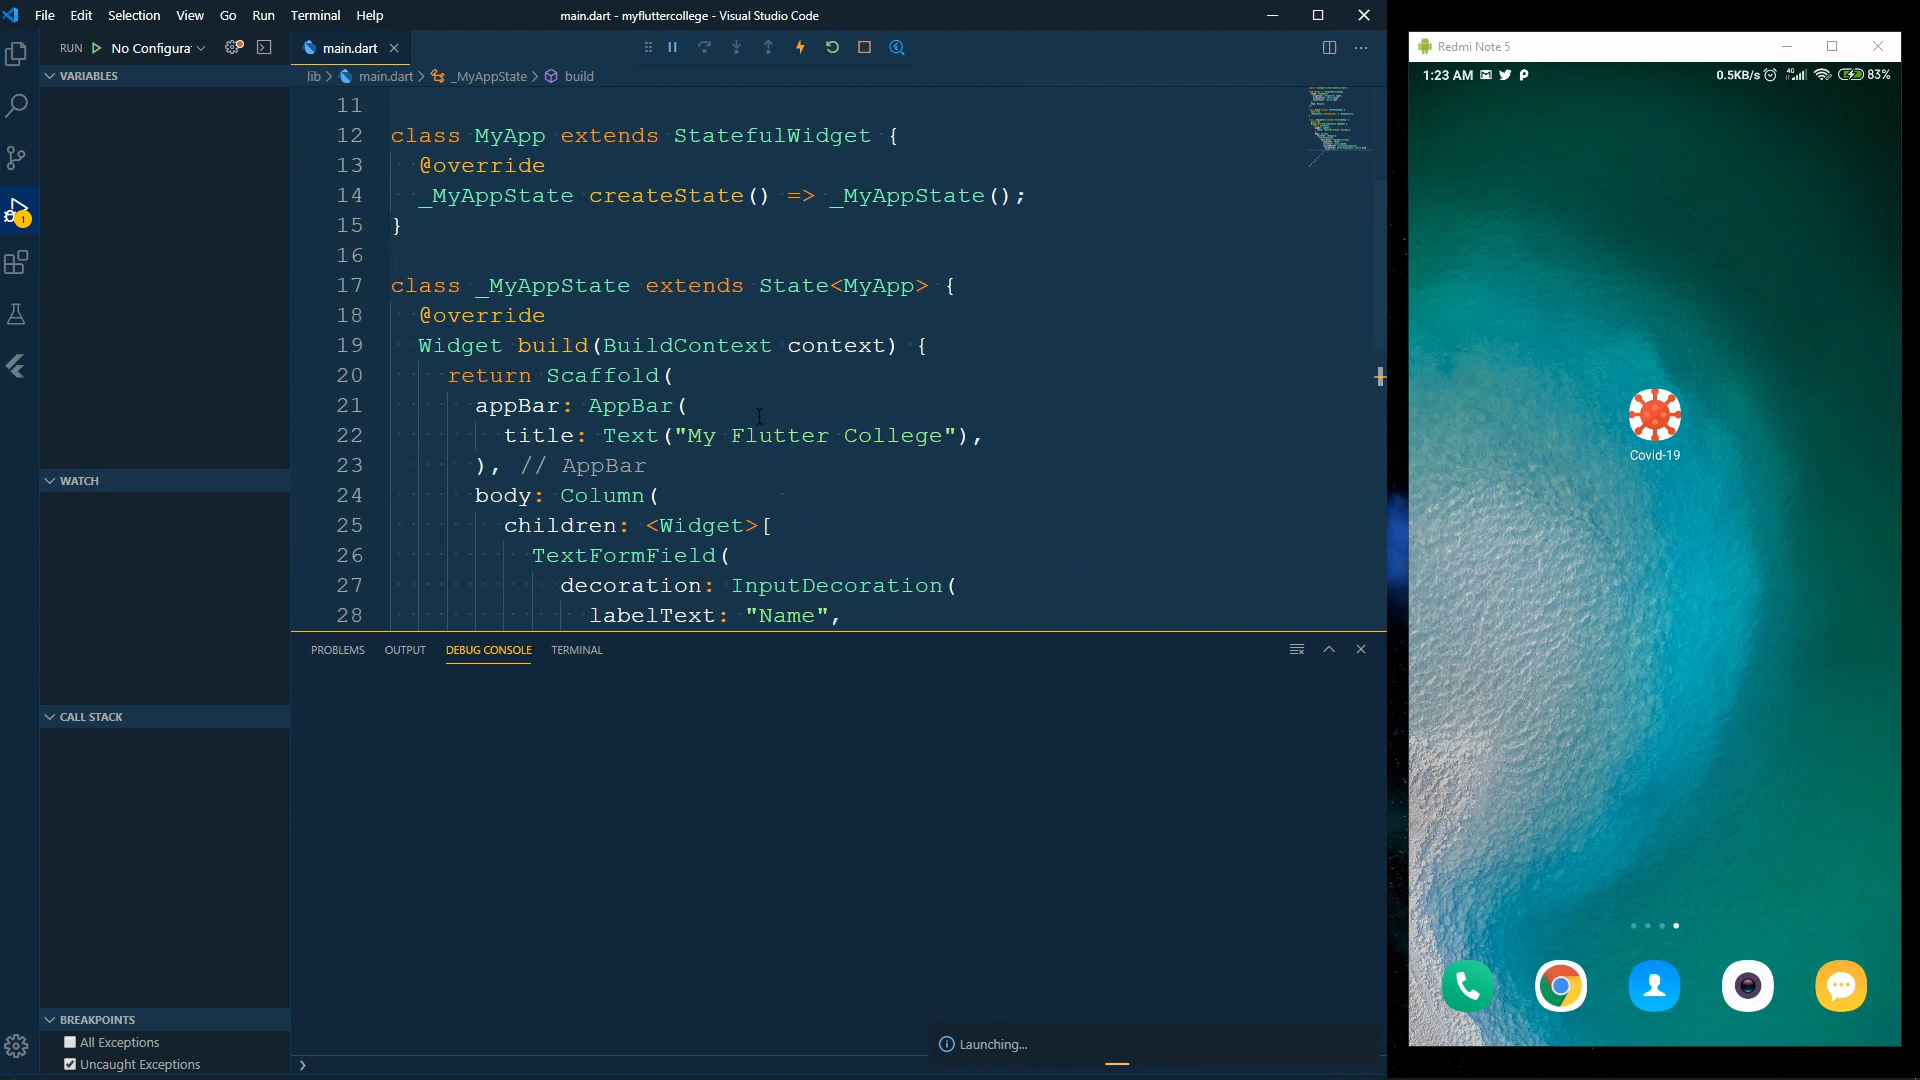 File Edit Selection View Go Run Terminal Help
main.dart - myfluttercollege - Visual Studio Code
RUN No Configura
main.dart
VARIABLES
lib > main.dart > _MyAppState > build
11
12 class MyApp extends StatefulWidget {
13 @override
14 _MyAppState createState() => _MyAppState();
15 }
16
17 class _MyAppState extends State<MyApp> {
18 @override
19 Widget build(BuildContext context) {
20 return Scaffold(
21 appBar: AppBar(
22 title: Text("My Flutter College"),
23 ), // AppBar
24 body: Column(
25 children: <Widget>[
26 TextFormField(
27 decoration: InputDecoration(
28 labelText: "Name",
WATCH
CALL STACK
BREAKPOINTS
All Exceptions
Uncaught Exceptions
1
PROBLEMS OUTPUT DEBUG CONSOLE TERMINAL
Launching...
Redmi Note 5
1:23 AM 0.5KB/s 4G 83%
Covid-19